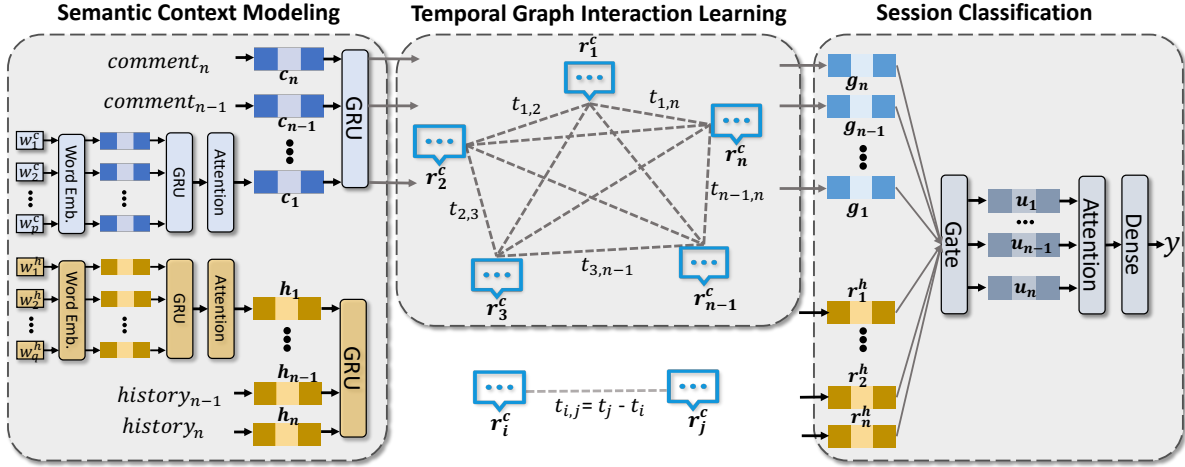 Semantic Context Modeling
Temporal Graph Interaction Learning
Session Classification
comment_n
c_n
comment_{n-1}
c_{n-1}
GRU
w_1^c
w_2^c
w_p^c
Word Emb.
GRU
Attention
c_1
w_1^h
w_2^h
w_q^h
Word Emb.
GRU
Attention
h_1
h_{n-1}
history_{n-1}
h_n
history_n
GRU
r_1^c
t_{1,2}
t_{1,n}
r_2^c
r_n^c
t_{2,3}
t_{n-1,n}
t_{3,n-1}
r_3^c
r_{n-1}^c
r_i^c
t_{i,j} = t_j - t_i
r_j^c
g_n
g_{n-1}
g_1
r_1^h
r_2^h
r_n^h
Gate
u_1
...
u_{n-1}
u_n
Attention
Dense
y